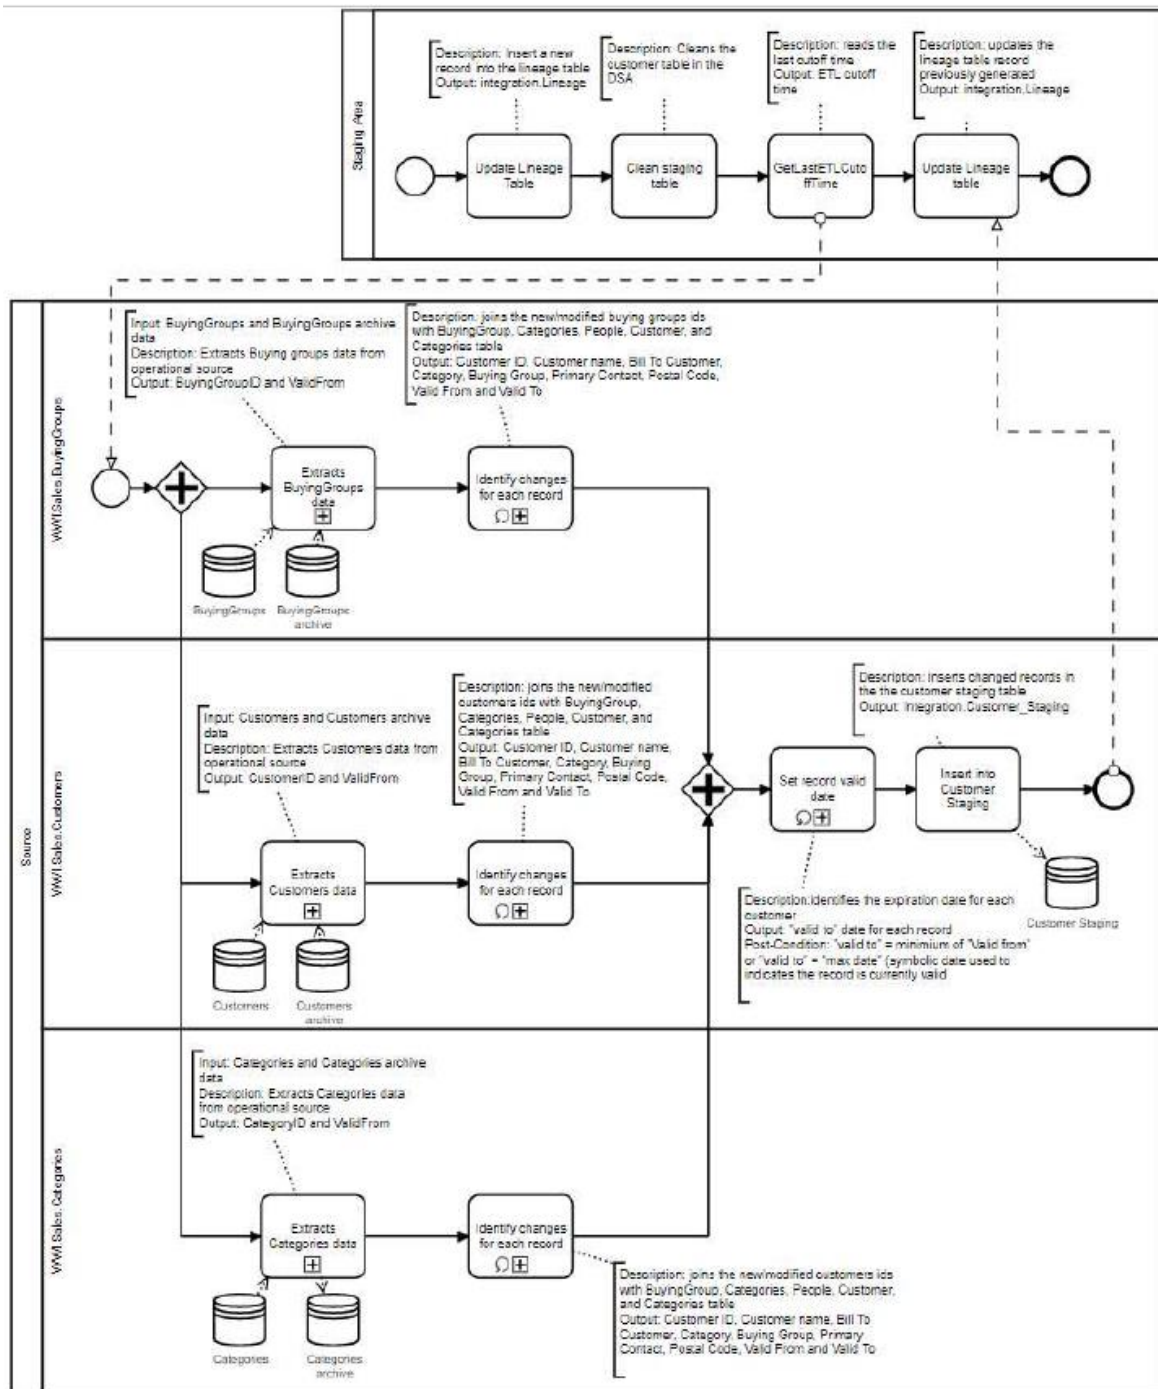 Description: Insert a new
record into the lineage table
Output: integration.Lineage
Description: Cleans the
customer table in the
DSA
Description: reads the
last cutoff time
Output: ETL cutoff
time
Description: updates the
lineage table record
previously generated
Output: integration.Lineage
Staging Area
Update Lineage
Table
Clean staging
table
GetLastETLCuto
ffTime
Update Lineage
table
Source
WWI.Sales.BuyingGroups
Input: BuyingGroups and BuyingGroups archive
data
Description: Extracts Buying groups data from
operational source
Output: BuyingGroupID and ValidFrom
Description: joins the new/modified buying groups ids
with BuyingGroup, Categories, People, Customer, and
Categories table
Output: Customer ID, Customer name, Bill To Customer,
Category, Buying Group, Primary Contact, Postal Code,
Valid From and Valid To
Extracts
BuyingGroups
data
Identify changes
for each record
BuyingGroups
BuyingGroups
archive
WWI.Sales.Customers
Input: Customers and Customers archive
data
Description: Extracts Customers data from
operational source
Output: CustomerID and ValidFrom
Description: joins the new/modified
customers ids with BuyingGroup,
Categories, People, Customer, and
Categories table
Output: Customer ID, Customer name,
Bill To Customer, Category, Buying
Group, Primary Contact, Postal Code,
Valid From and Valid To
Description: inserts changed records in
the the customer staging table
Output: Integration.Customer_Staging
Extracts
Customers data
Identify changes
for each record
Set record valid
date
Insert into
Customer
Staging
Customers
Customers
archive
Customer Staging
Description:identifies the expiration date for each
customer
Output: "valid to" date for each record
Post-Condition: "valid to" = minimum of "Valid from"
or "valid to" = "max date" (symbolic date used to
indicates the record is currently valid
WWI.Sales.Categories
Input: Categories and Categories archive
data
Description: Extracts Categories data
from operational source
Output: CategoryID and ValidFrom
Extracts
Categories data
Identify changes
for each record
Categories
Categories
archive
Description: joins the new/modified customers ids
with BuyingGroup, Categories, People, Customer,
and Categories table
Output: Customer ID, Customer name, Bill To
Customer, Category, Buying Group, Primary
Contact, Postal Code, Valid From and Valid To